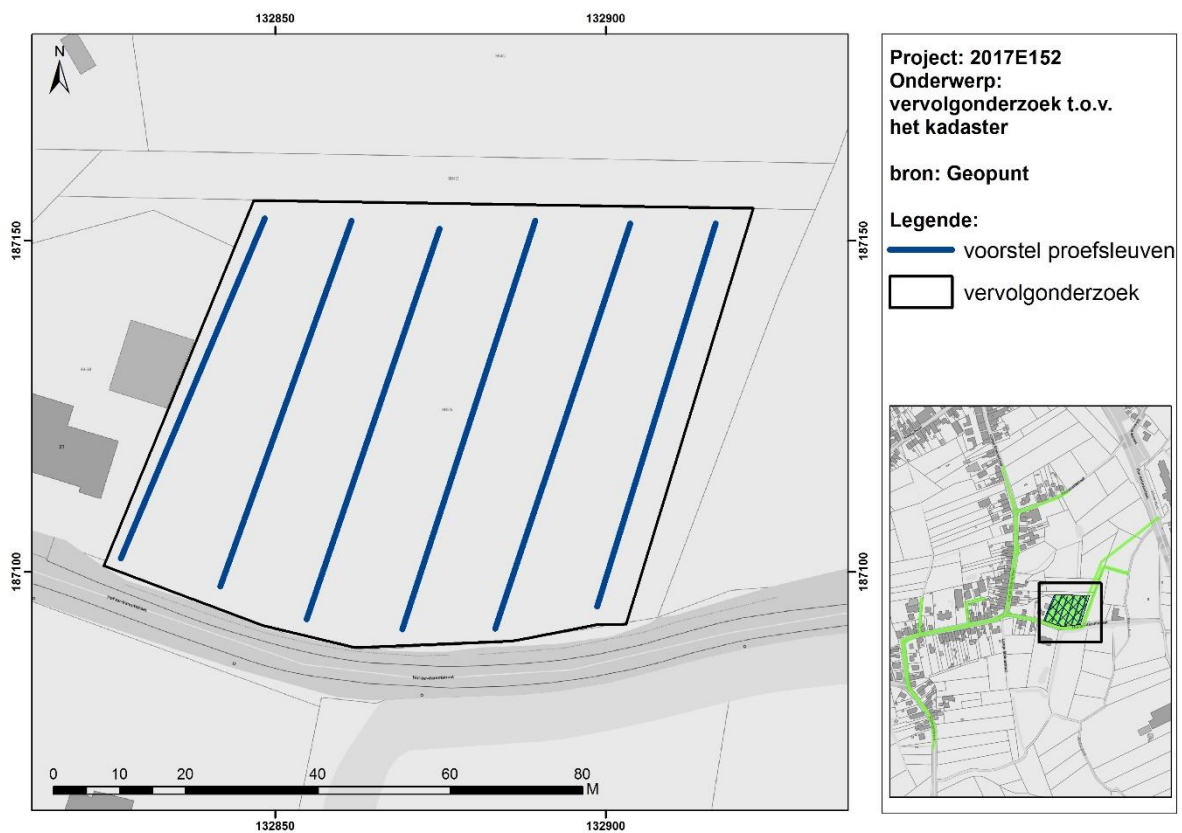 132850
132900
N
187150
187150
187100
187100
27
0
10
20
40
60
80
M
132850
132900
Project: 2017E152
Onderwerp:
vervolgonderzoek t.o.v.
het kadaster
bron: Geopunt
Legende:
voorstel proefsleuven
vervolgonderzoek